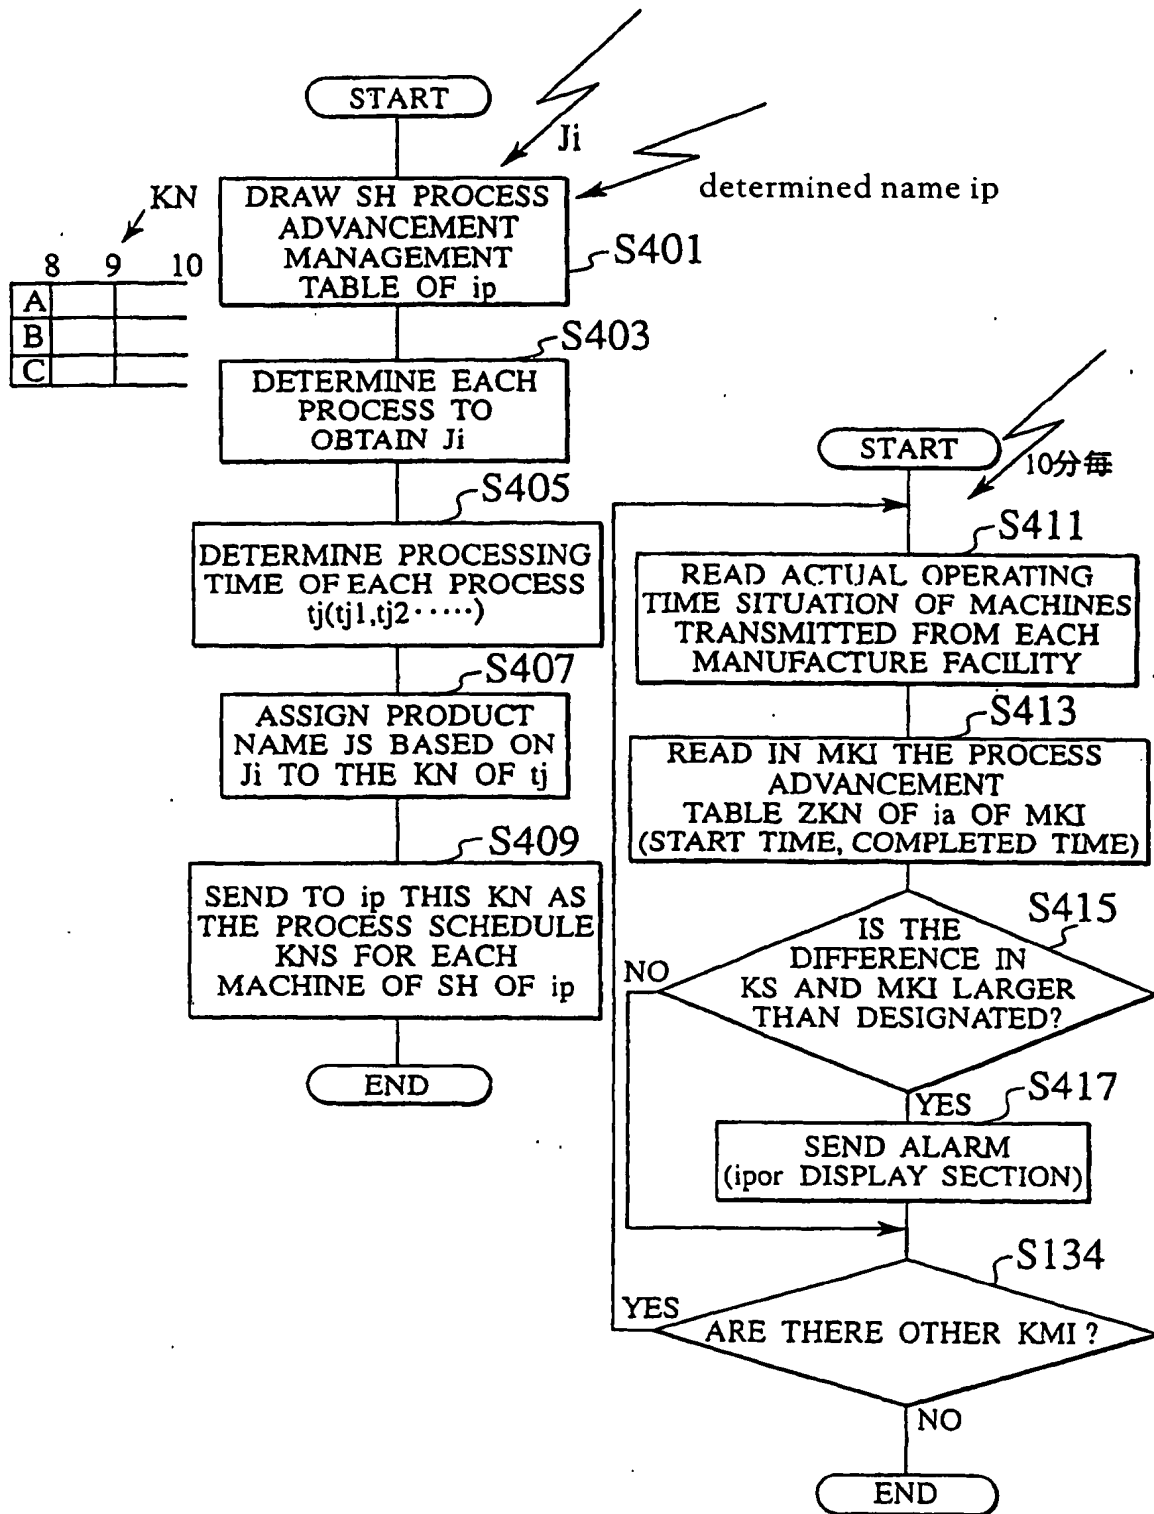 START
Ji
determined name ip
KN
8 9 10
A
B
C
DRAW SH PROCESS
ADVANCEMENT
MANAGEMENT
TABLE OF ip
S401
S403
DETERMINE EACH
PROCESS TO
OBTAIN Ji
S405
DETERMINE PROCESSING
TIME OF EACH PROCESS
tj(tj1,tj2·····)
S407
ASSIGN PRODUCT
NAME JS BASED ON
Ji TO THE KN OF tj
S409
SEND TO ip THIS KN AS
THE PROCESS SCHEDULE
KNS FOR EACH
MACHINE OF SH OF ip
END
START
10分毎
S411
READ ACTUAL OPERATING
TIME SITUATION OF MACHINES
TRANSMITTED FROM EACH
MANUFACTURE FACILITY
S413
READ IN MKI THE PROCESS
ADVANCEMENT
TABLE ZKN OF ia OF MKI
(START TIME, COMPLETED TIME)
S415
IS THE
DIFFERENCE IN
KS AND MKI LARGER
THAN DESIGNATED?
NO
YES
S417
SEND ALARM
(ipor DISPLAY SECTION)
S134
YES
ARE THERE OTHER KMI ?
NO
END